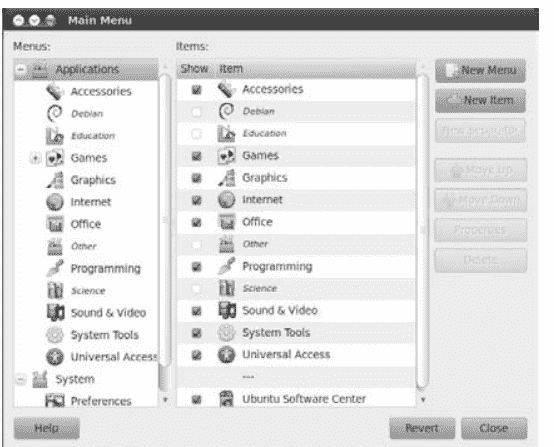 Main Menu
Menus:
Items:
Applications
Accessories
Debian
Education
Games
Graphics
Internet
Office
Other
Programming
Science
Sound & Video
System Tools
Universal Access
System
Preferences
Show Item
Accessories
Debian
Education
Games
Graphics
Internet
Office
Other
Programming
Science
Sound & Video
System Tools
Universal Access
---
Ubuntu Software Center
New Menu
New Item
New Separator
Move Up
Move Down
Properties
Delete
Help
Revert
Close